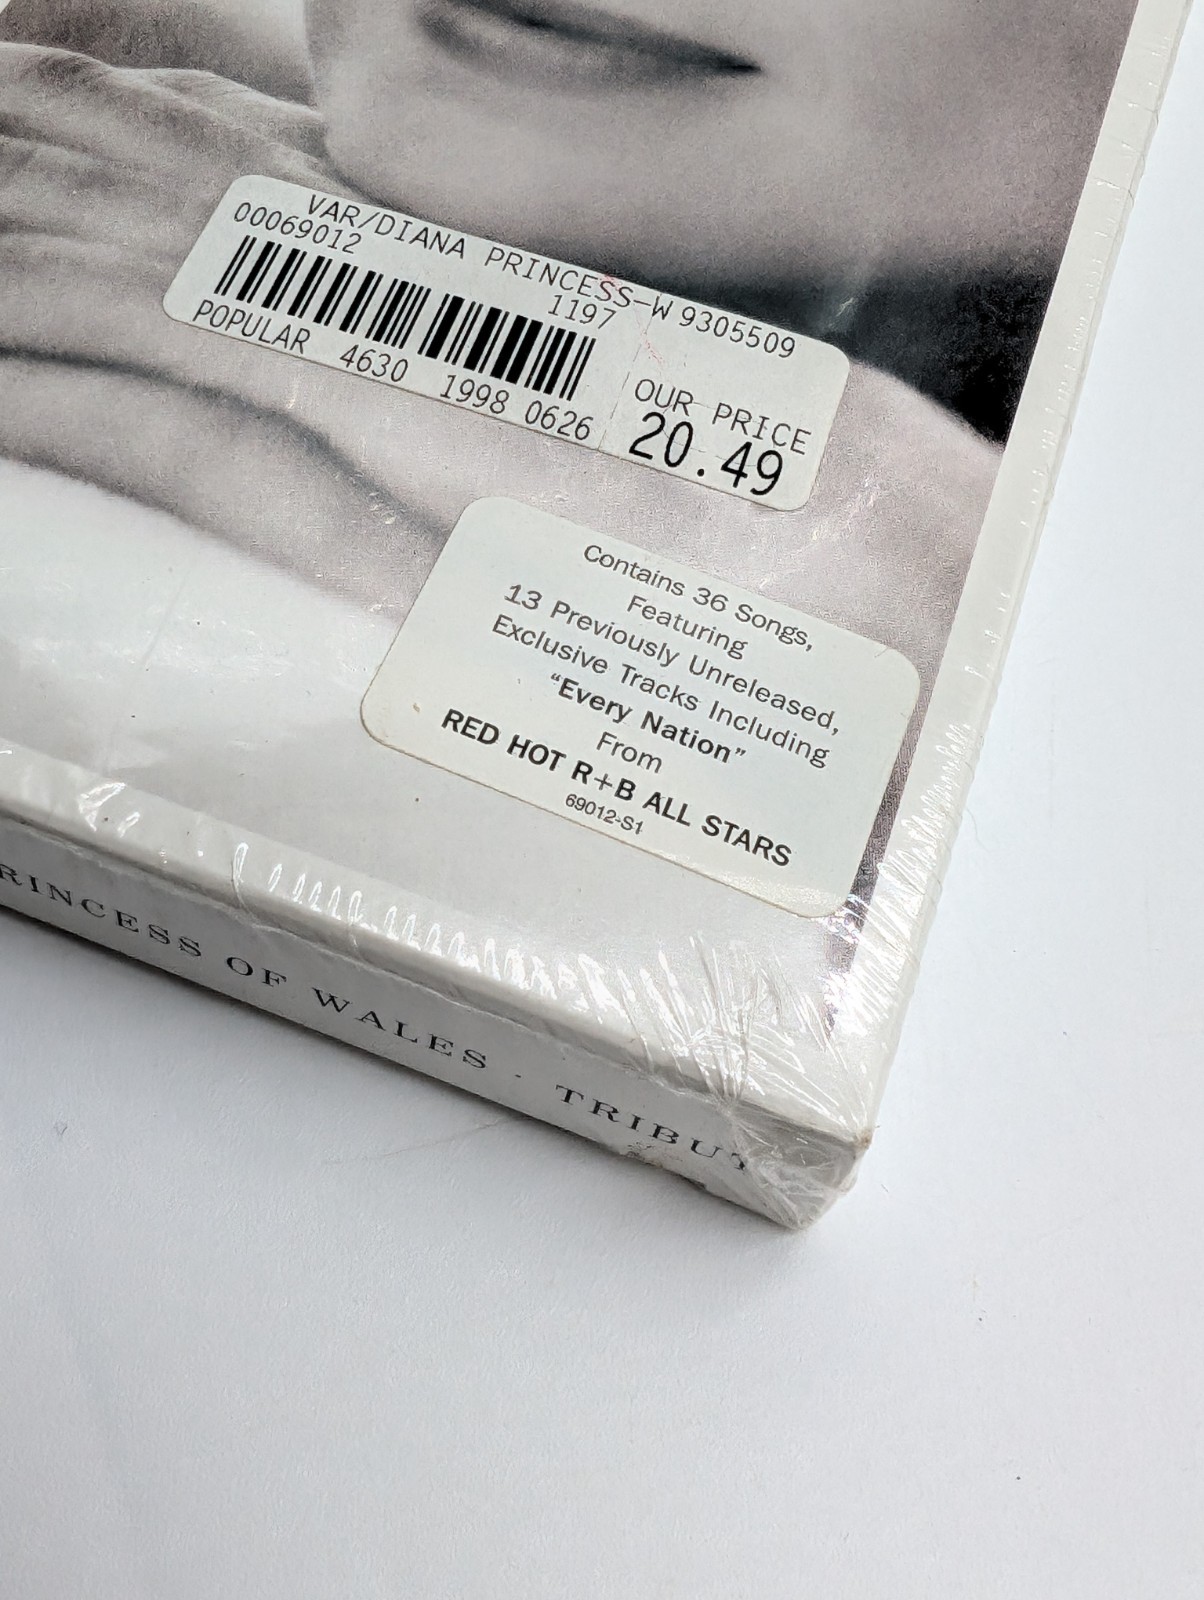 VAR/DIANA PRINCESS-W 9305509
00069012
1197
POPULAR 4630 1998 0626
OUR PRICE
20.49
Contains 36 Songs,
Featuring
13 Previously Unreleased,
Exclusive Tracks Including
“Every Nation”
From
RED HOT R+B ALL STARS
69012-S1
RINCESS OF WALES · TRIBUT